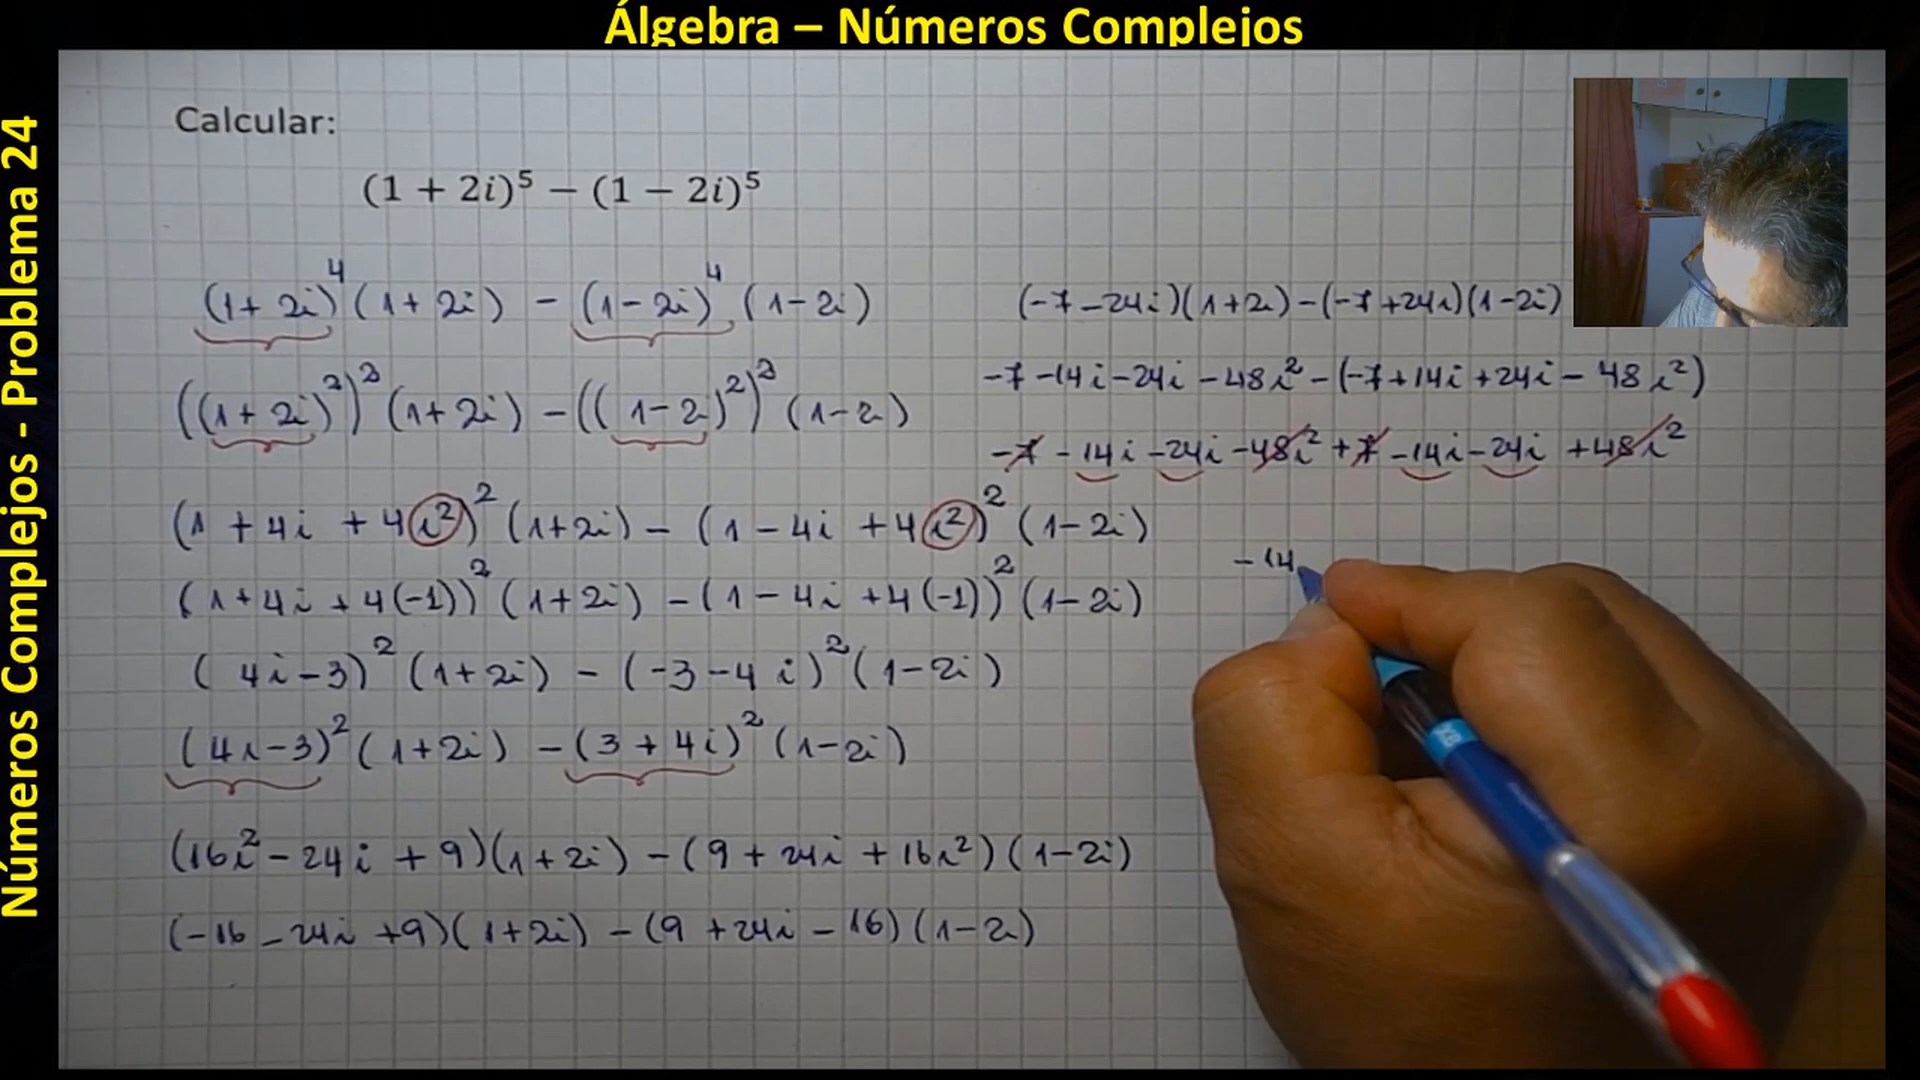 Álgebra – Números Complejos
Números Complejos - Problema 24
Calcular:
(1 + 2i)⁵ − (1 − 2i)⁵
(1+ 2i)⁴(1+2i) − (1−2i)⁴ (1−2i)
((1+2i)²)²(1+2i) − ((1−2i)²)² (1−2i)
(1 + 4i + 4i²)² (1+2i) − (1 − 4i + 4i²)² (1−2i)
(1+4i + 4(-1))² (1+2i) − (1 − 4i + 4(-1))² (1−2i)
( 4i−3)² (1+2i) − (−3−4i)² (1−2i)
(4i−3)² (1+2i) − (3 + 4i)² (1−2i)
(16i² − 24i + 9)(1+2i) − (9 + 24i + 16i²) (1−2i)
(−16 − 24i +9)(1+2i) − (9 +24i − 16) (1−2i)
(−7 −24i)(1+2i) − (−7 +24i)(1−2i)
−7 −14i −24i − 48i² − (−7+14i +24i − 48i²)
−7 − 14i −24i −48i² +7 −14i −24i +48i²
−14